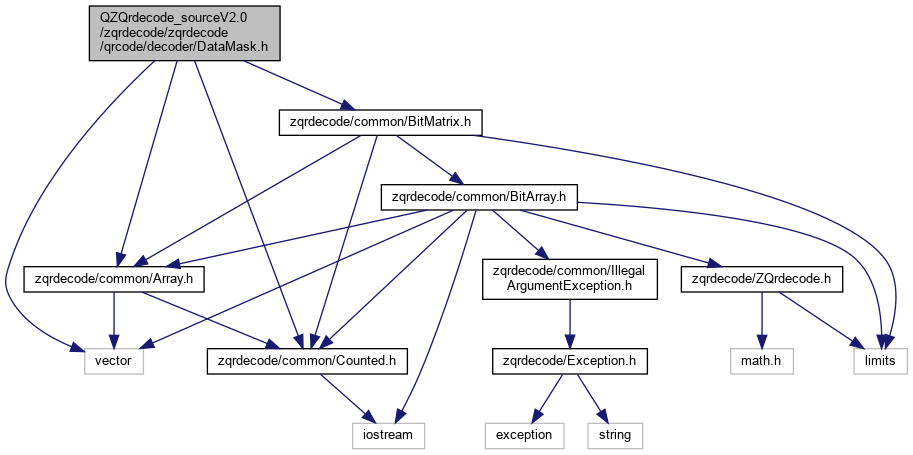 QZQrdecode_sourceV2.0
/zqrdecode/zqrdecode
/qrcode/decoder/DataMask.h
zqrdecode/common/BitMatrix.h
zqrdecode/common/BitArray.h
zqrdecode/common/Array.h
zqrdecode/common/Illegal
ArgumentException.h
zqrdecode/ZQrdecode.h
vector
zqrdecode/common/Counted.h
zqrdecode/Exception.h
math.h
limits
iostream
exception
string